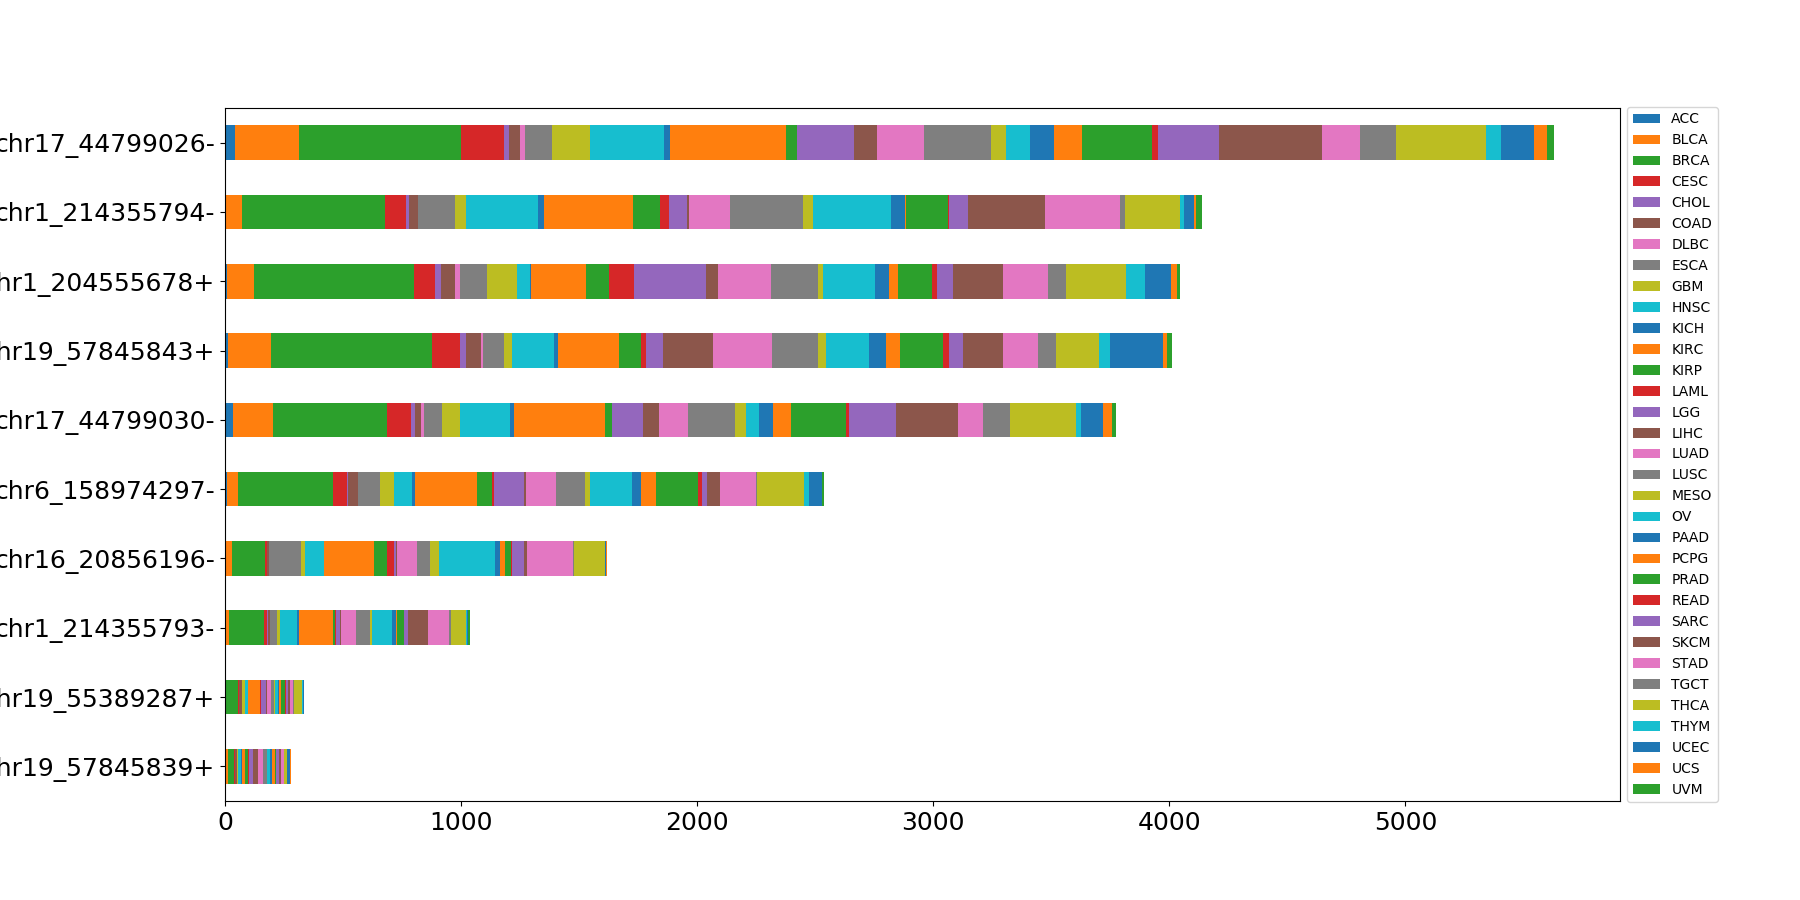 chr17_44799026-
chr1_214355794-
hr1_204555678+
hr19_57845843+
chr17_44799030-
chr6_158974297-
chr16_20856196-
chr1_214355793-
hr19_55389287+
hr19_57845839+
0 1000 2000 3000 4000 5000
ACC
BLCA
BRCA
CESC
CHOL
COAD
DLBC
ESCA
GBM
HNSC
KICH
KIRC
KIRP
LAML
LGG
LIHC
LUAD
LUSC
MESO
OV
PAAD
PCPG
PRAD
READ
SARC
SKCM
STAD
TGCT
THCA
THYM
UCEC
UCS
UVM